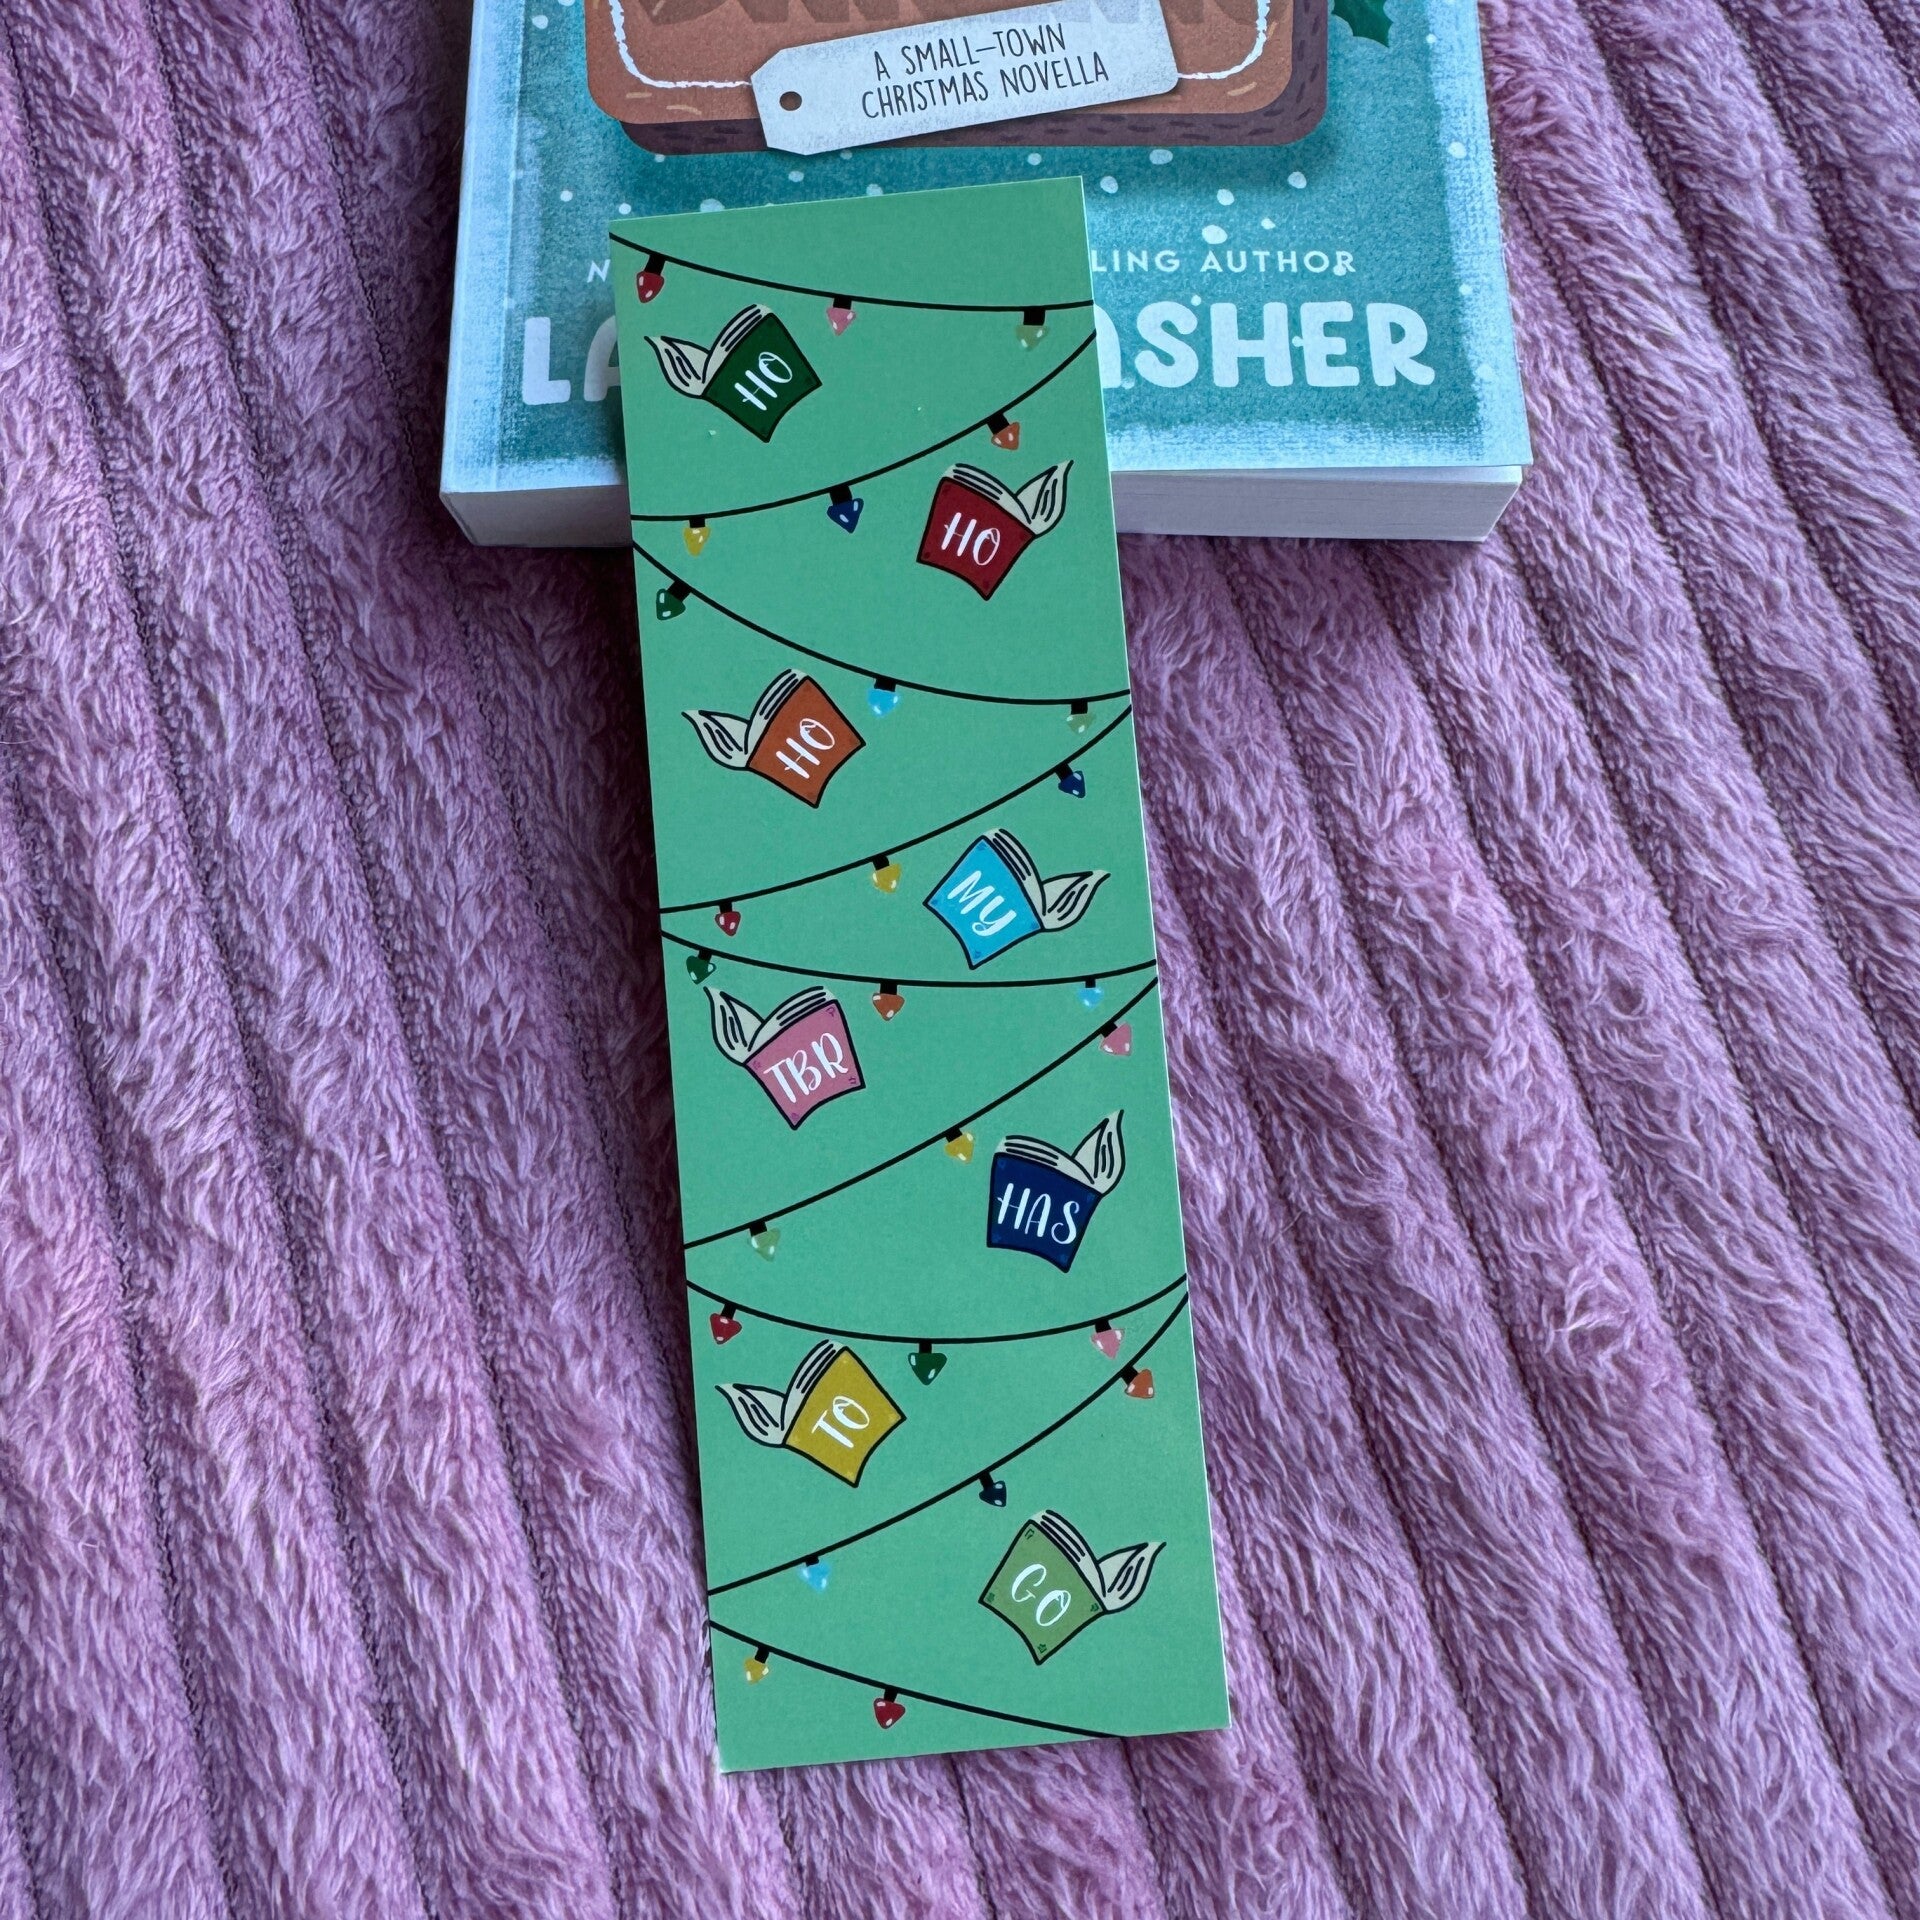 A SMALL-TOWN
CHRISTMAS NOVELLA
LING AUTHOR
ASHER
HO
HO
HO
MY
TBR
HAS
TO
GO